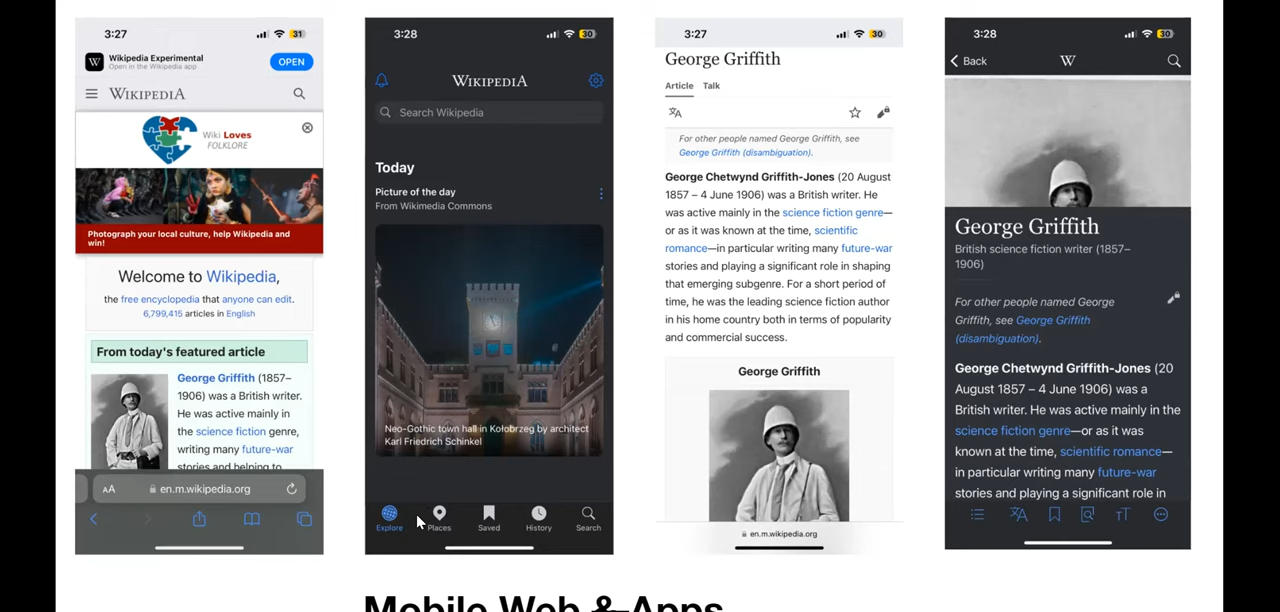 3:27
31
Wikipedia Experimental
Open in the Wikipedia app
OPEN
WIKIPEDIA
Wiki Loves
FOLKLORE
Photograph your local culture, help Wikipedia and
win!
Welcome to Wikipedia,
the free encyclopedia that anyone can edit.
6,799,415 articles in English
From today's featured article
George Griffith (1857–
1906) was a British writer.
He was active mainly in
the science fiction genre,
writing many future-war
stories and helping to
AA
en.m.wikipedia.org
3:28
30
WIKIPEDIA
Search Wikipedia
Today
Picture of the day
From Wikimedia Commons
Neo-Gothic town hall in Kołobrzeg by architect
Karl Friedrich Schinkel
Explore
Places
Saved
History
Search
3:27
30
George Griffith
Article Talk
For other people named George Griffith, see
George Griffith (disambiguation).
George Chetwynd Griffith-Jones (20 August
1857 – 4 June 1906) was a British writer. He
was active mainly in the science fiction genre—
or as it was known at the time, scientific
romance—in particular writing many future-war
stories and playing a significant role in shaping
that emerging subgenre. For a short period of
time, he was the leading science fiction author
in his home country both in terms of popularity
and commercial success.
George Griffith
en.m.wikipedia.org
3:28
30
Back
W
George Griffith
British science fiction writer (1857–
1906)
For other people named George
Griffith, see George Griffith
(disambiguation).
George Chetwynd Griffith-Jones (20
August 1857 – 4 June 1906) was a
British writer. He was active mainly in the
science fiction genre—or as it was
known at the time, scientific romance—
in particular writing many future-war
stories and playing a significant role in
Mobile Web & Apps